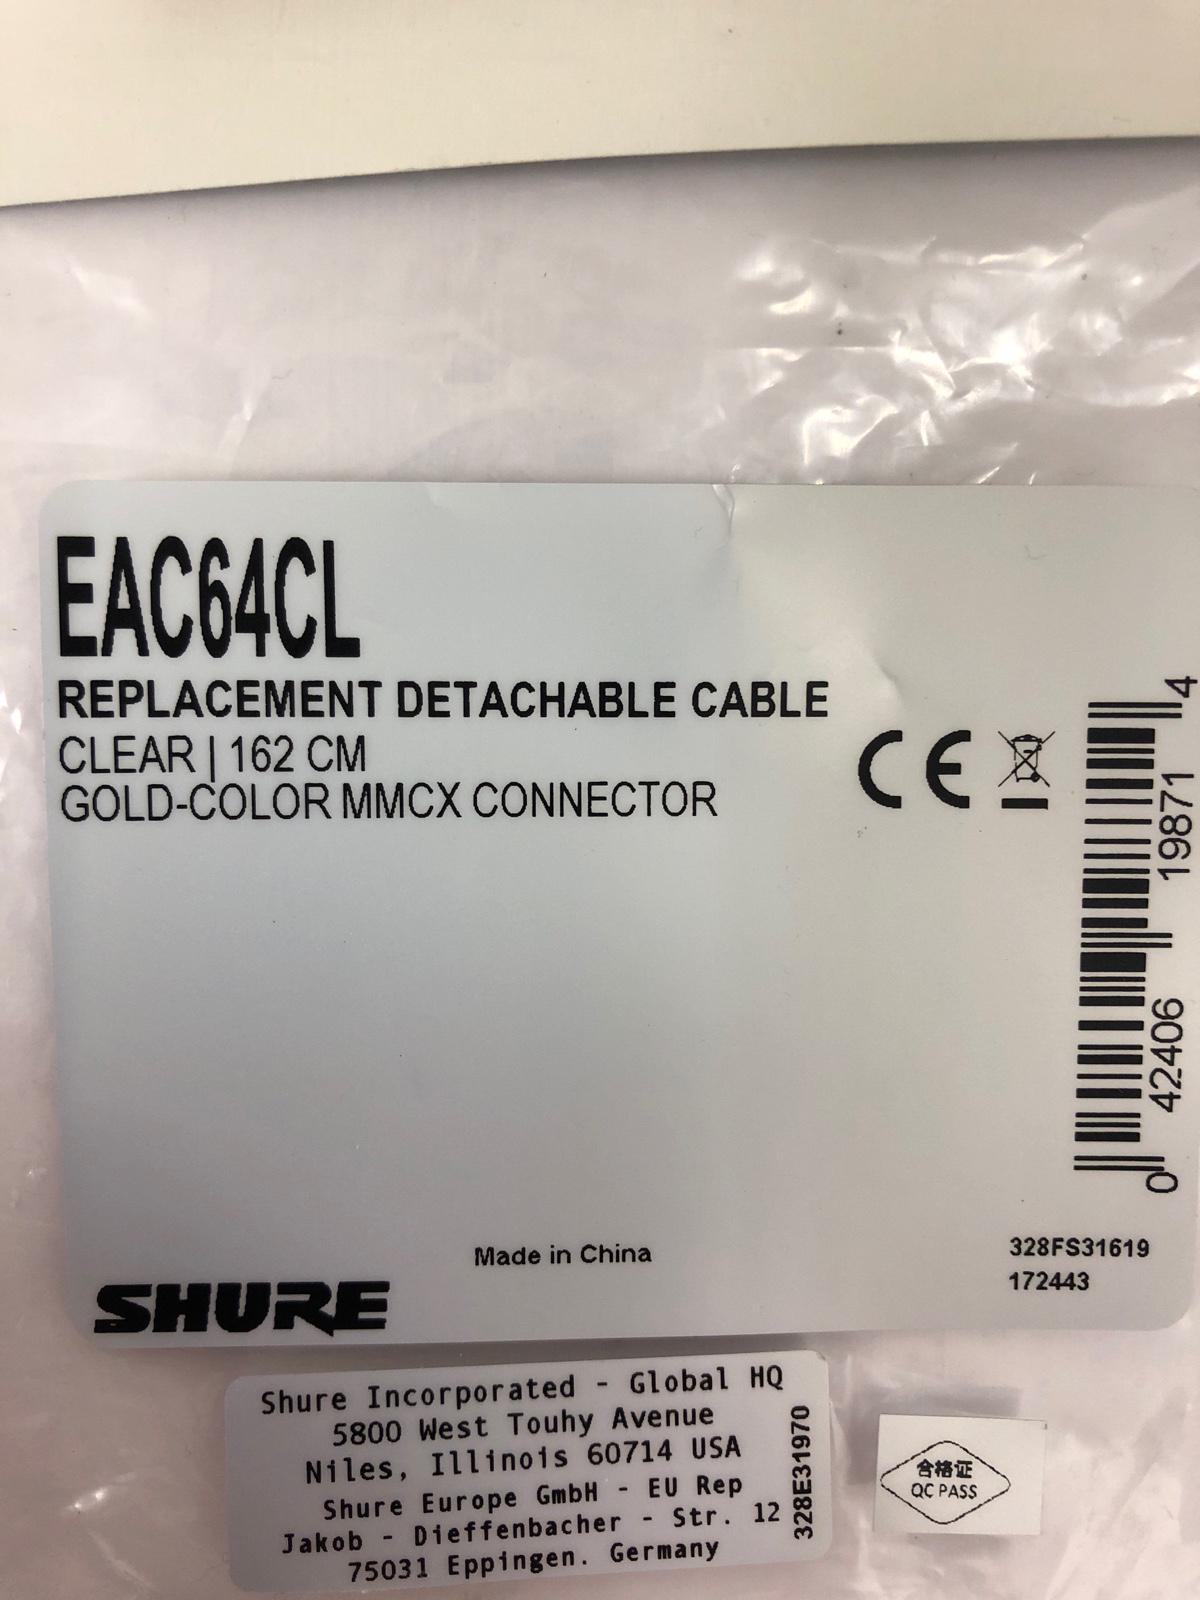 EAC64CL
REPLACEMENT DETACHABLE CABLE
CLEAR | 162 CM
GOLD-COLOR MMCX CONNECTOR
CE
0 42406 19871 4
Made in China
328FS31619
172443
SHURE
Shure Incorporated - Global HQ
5800 West Touhy Avenue
Niles, Illinois 60714 USA
Shure Europe GmbH - EU Rep
Jakob - Dieffenbacher - Str. 12
75031 Eppingen. Germany
328E31970
合格证
QC PASS